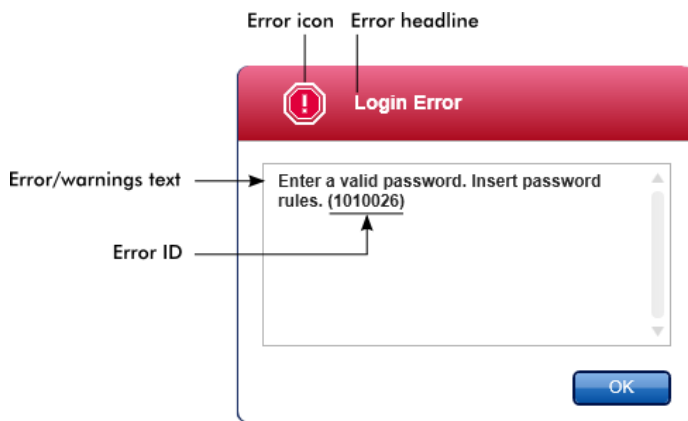 Error icon Error headline
Login Error
Error/warnings text
Enter a valid password. Insert password
rules. (1010026)
Error ID
OK